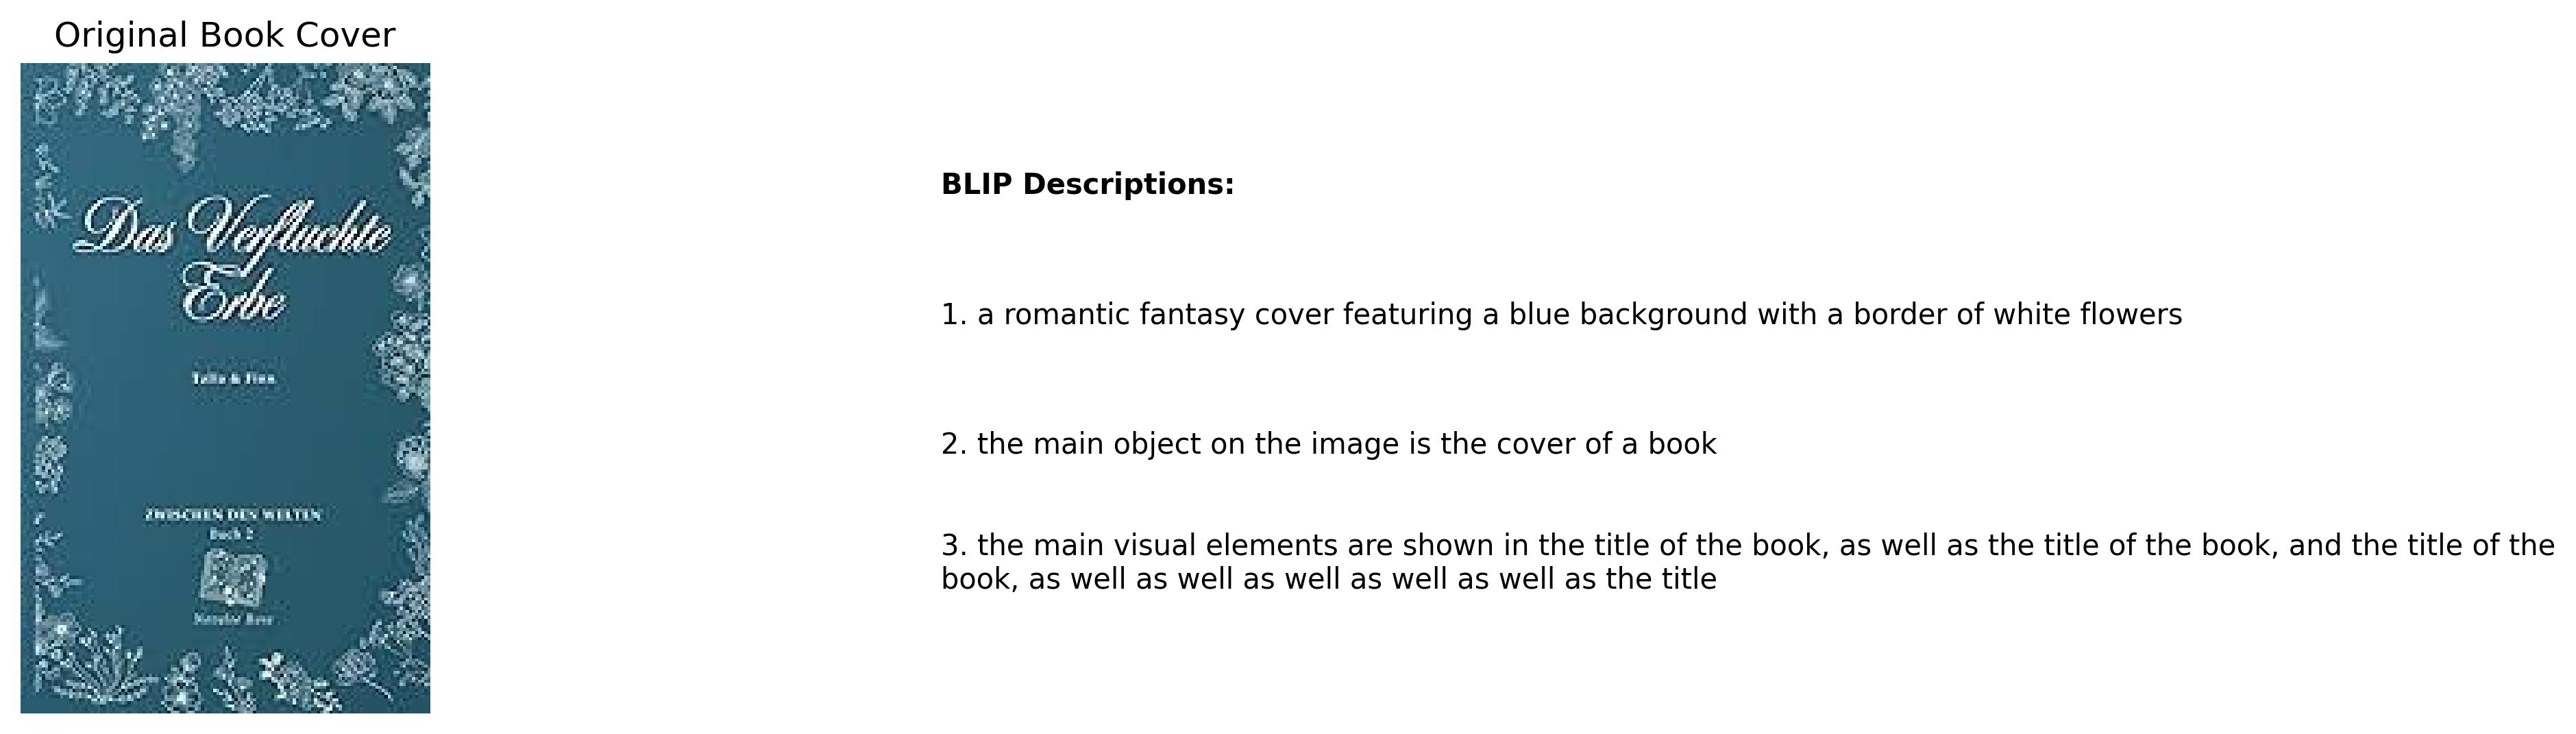 Original Book Cover
Das Verfluchte
Erbe
ZWISCHEN DEN WELTEN
Buch 2
BLIP Descriptions:
1. a romantic fantasy cover featuring a blue background with a border of white flowers
2. the main object on the image is the cover of a book
3. the main visual elements are shown in the title of the book, as well as the title of the book, and the title of the
book, as well as well as well as well as well as the title